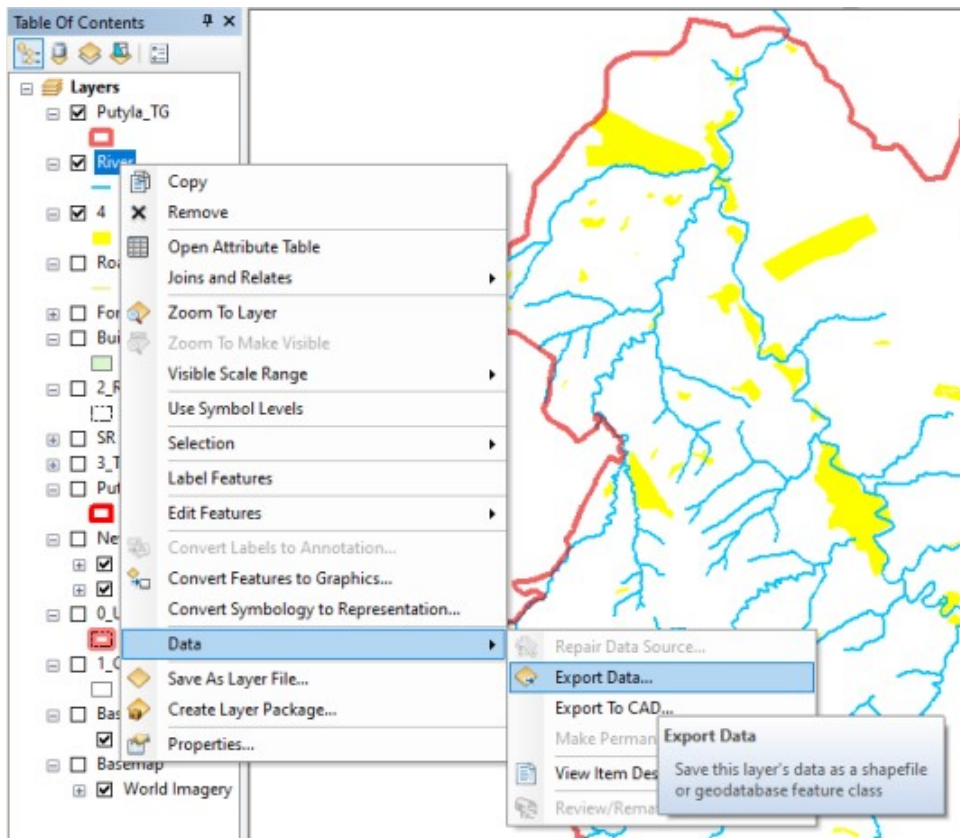 Table Of Contents
Layers
Putyla_TG
River
4
Copy
Remove
Open Attribute Table
Joins and Relates
Zoom To Layer
Zoom To Make Visible
Visible Scale Range
Use Symbol Levels
Selection
Label Features
Edit Features
Convert Labels to Annotation...
Convert Features to Graphics...
Convert Symbology to Representation...
Data
Save As Layer File...
Create Layer Package...
Properties...
Basemap
World Imagery
Repair Data Source...
Export Data...
Export To CAD...
Make Perman
View Item Des
Review/Rema
Export Data
Save this layer's data as a shapefile
or geodatabase feature class